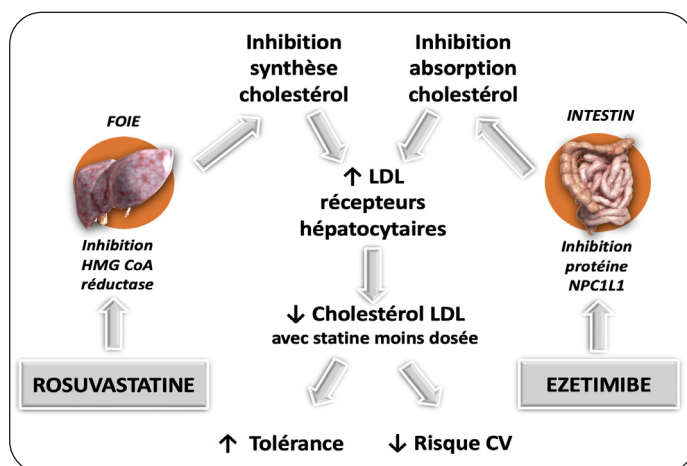 Inhibition
synthèse
cholestérol
Inhibition
absorption
cholestérol
FOIE
INTESTIN
↑ LDL
récepteurs
hépatocytaires
Inhibition
HMG CoA
réductase
Inhibition
protéine
NPC1L1
↓ Cholestérol LDL
avec statine moins dosée
ROSUVASTATINE
EZETIMIBE
↑ Tolérance
↓ Risque CV